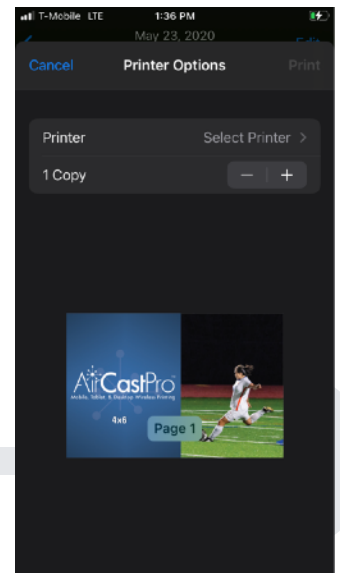 T-Mobile LTE 1:36 PM
May 23, 2020 Edit
Cancel Printer Options Print
Printer Select Printer >
1 Copy − +
AirCastPro
Mobile, Tablet & Desktop Wireless Printing
4x6
Page 1